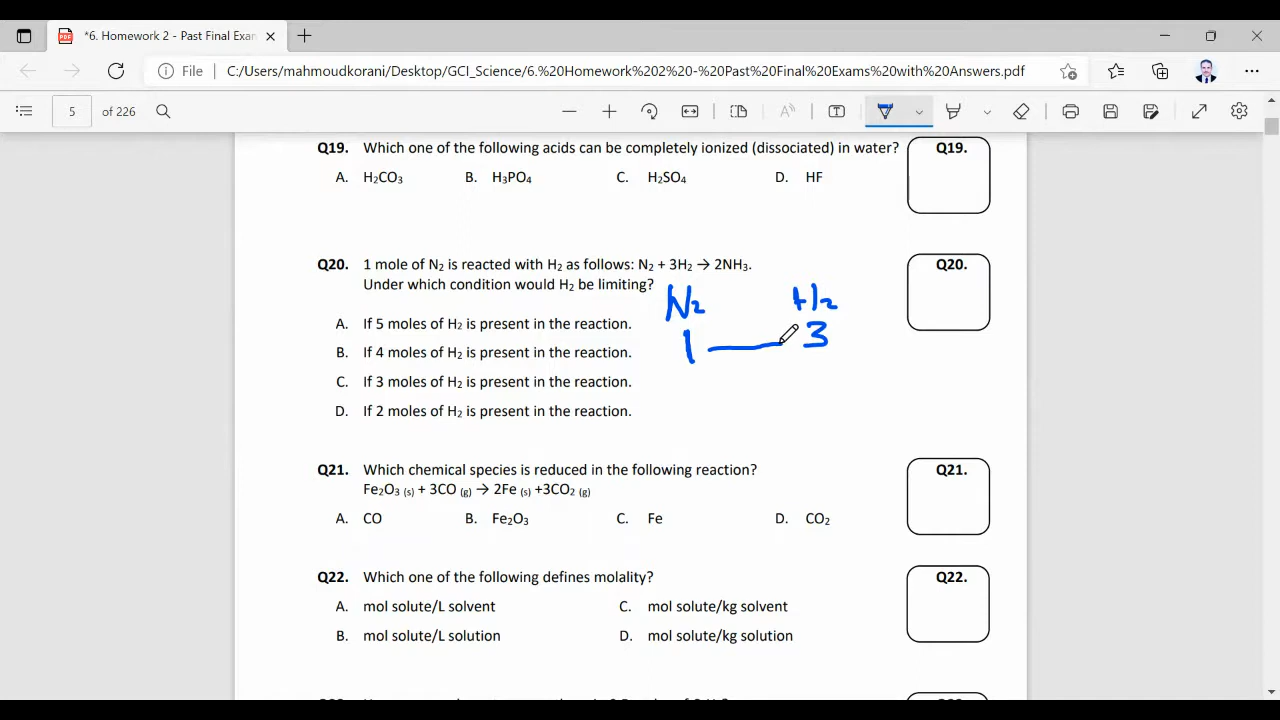 *6. Homework 2 - Past Final Exan
File
C:/Users/mahmoudkorani/Desktop/GCI_Science/6.%20Homework%202%20-%20Past%20Final%20Exams%20with%20Answers.pdf
5 of 226
Q19. Which one of the following acids can be completely ionized (dissociated) in water? Q19.
A. H₂CO₃ B. H₃PO₄ C. H₂SO₄ D. HF
Q20. 1 mole of N₂ is reacted with H₂ as follows: N₂ + 3H₂ → 2NH₃. Q20.
Under which condition would H₂ be limiting?
N₂ H₂
A. If 5 moles of H₂ is present in the reaction.
1 3
B. If 4 moles of H₂ is present in the reaction.
C. If 3 moles of H₂ is present in the reaction.
D. If 2 moles of H₂ is present in the reaction.
Q21. Which chemical species is reduced in the following reaction? Q21.
Fe₂O₃ (s) + 3CO (g) → 2Fe (s) +3CO₂ (g)
A. CO B. Fe₂O₃ C. Fe D. CO₂
Q22. Which one of the following defines molality? Q22.
A. mol solute/L solvent C. mol solute/kg solvent
B. mol solute/L solution D. mol solute/kg solution